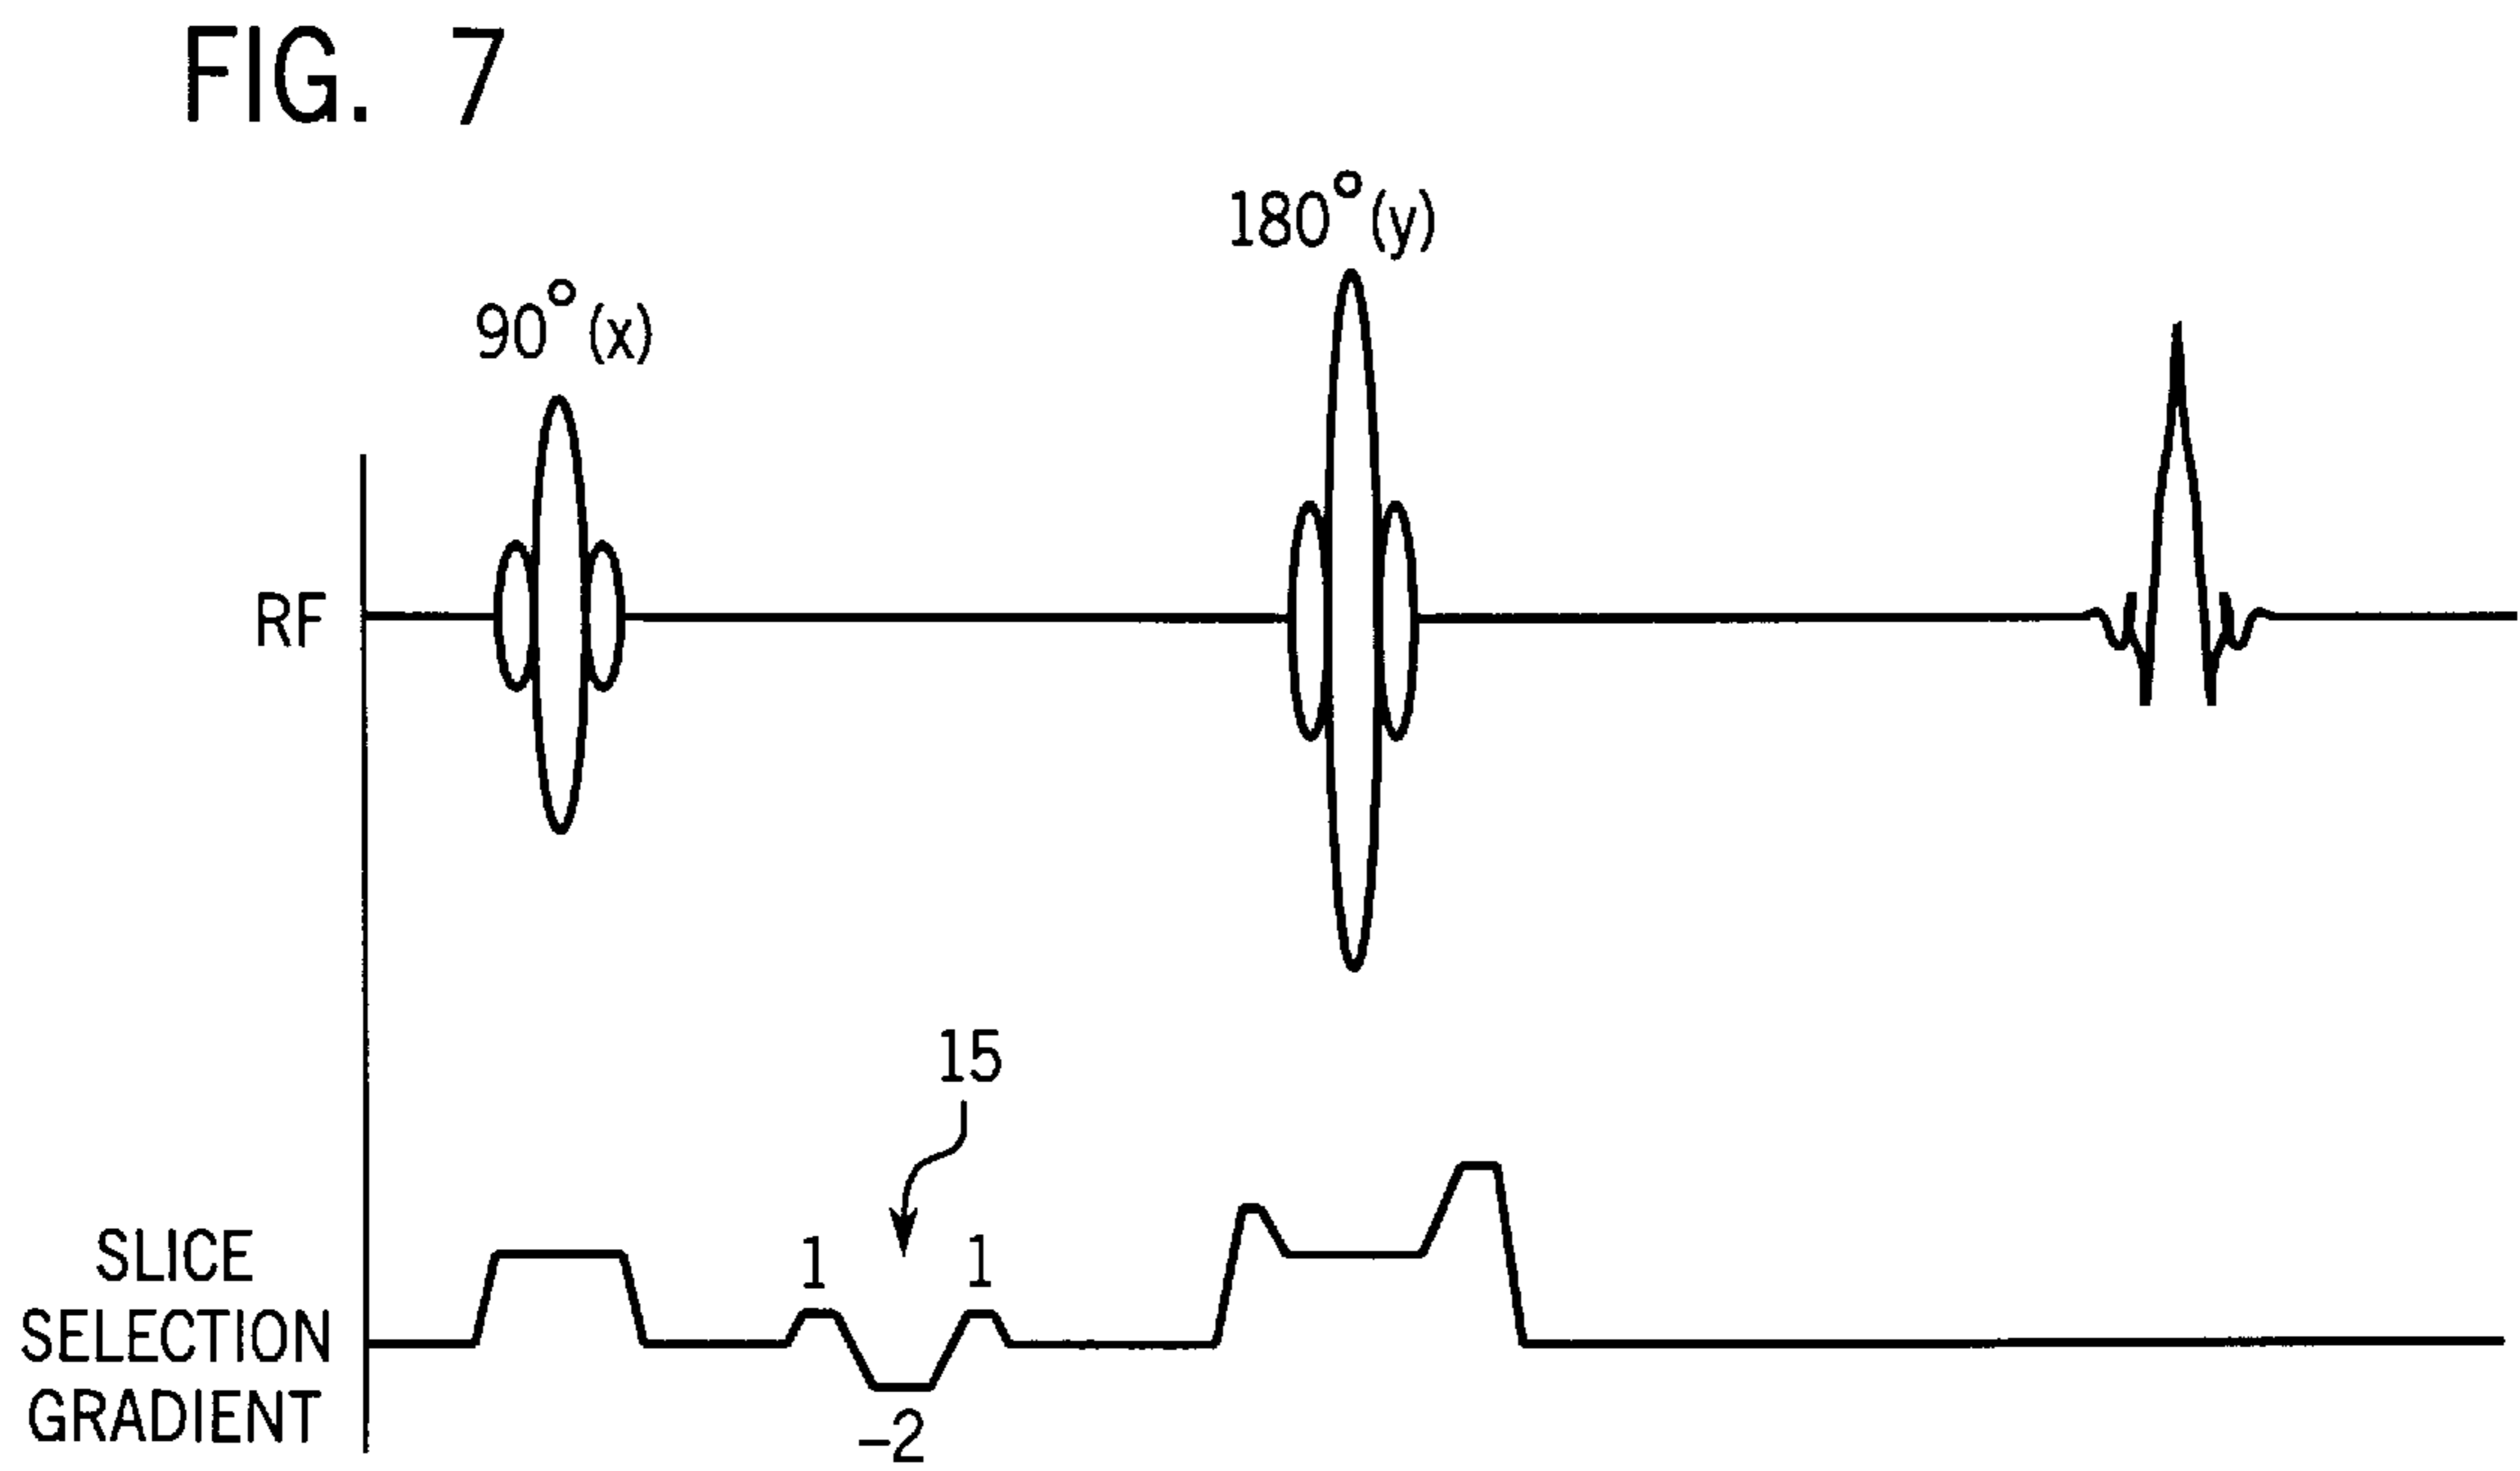 FIG. 7
180°(y)
90°(x)
RF
15
1
1
SLICE
SELECTION
GRADIENT
-2